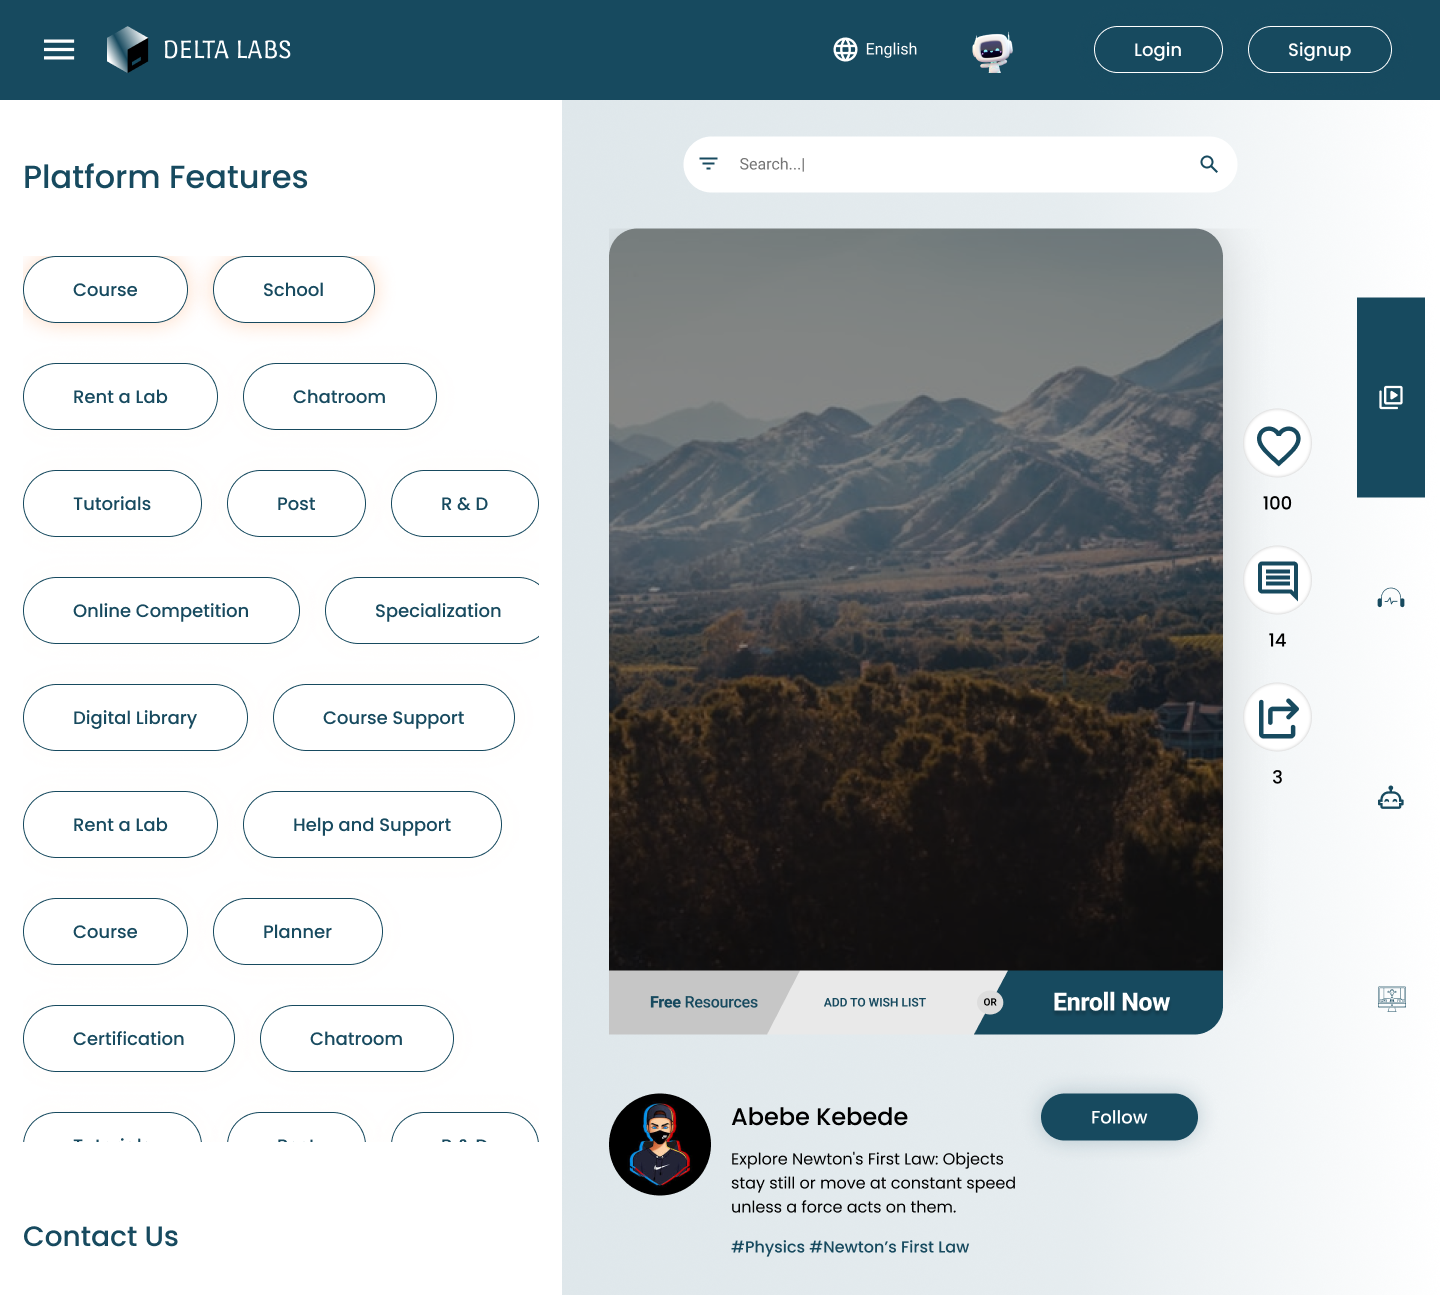 DELTA LABS
English
Login
Signup
Platform Features
Course
School
Rent a Lab
Chatroom
Tutorials
Post
R & D
Online Competition
Specialization
Digital Library
Course Support
Rent a Lab
Help and Support
Course
Planner
Certification
Chatroom
Contact Us
Search...|
100
14
3
Free Resources
ADD TO WISH LIST
OR
Enroll Now
Abebe Kebede
Follow
Explore Newton's First Law: Objects
stay still or move at constant speed
unless a force acts on them.
#Physics #Newton’s First Law